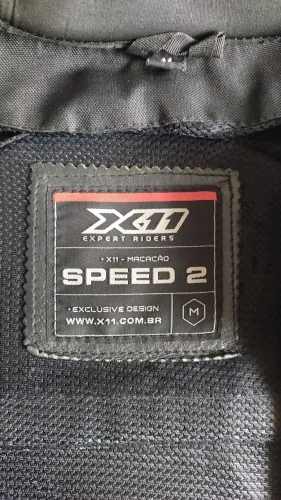 X11
EXPERT RIDERS
• X11 - MACACÃO
SPEED 2
• EXCLUSIVE DESIGN
WWW.X11.COM.BR
M